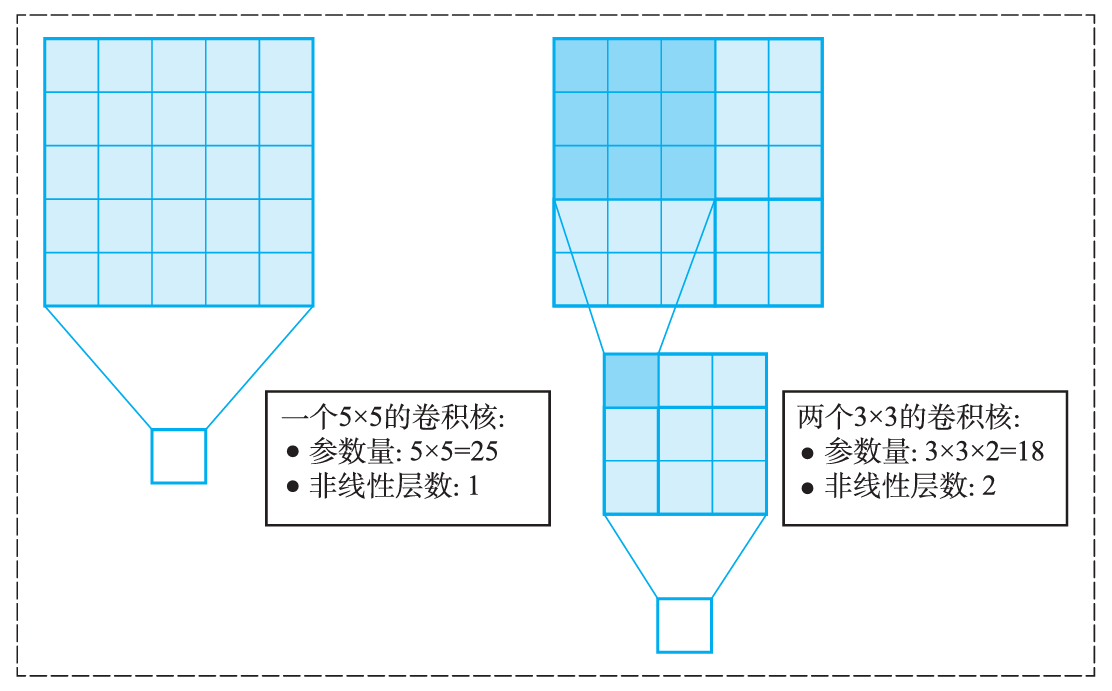 一个5×5的卷积核:
● 参数量: 5×5=25
● 非线性层数: 1
两个3×3的卷积核:
● 参数量: 3×3×2=18
● 非线性层数: 2